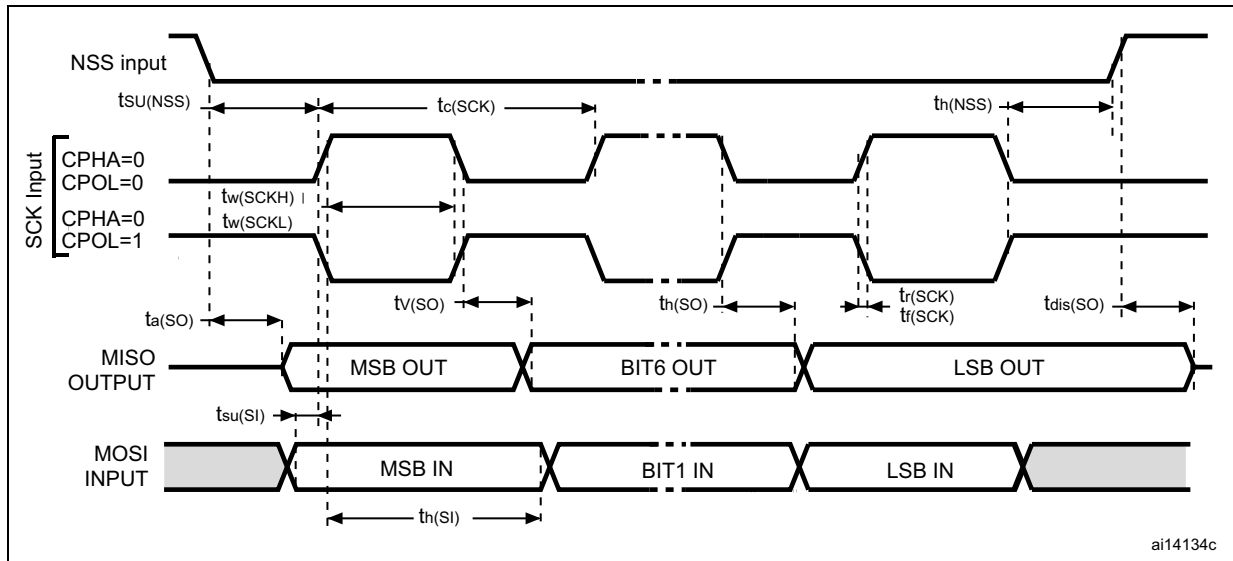 NSS input
tSU(NSS)
tc(SCK)
th(NSS)
SCK Input
CPHA=0
CPOL=0
tw(SCKH)
CPHA=0
tw(SCKL)
CPOL=1
tV(SO)
th(SO)
tr(SCK)
tf(SCK)
ta(SO)
tdis(SO)
MISO
OUTPUT
MSB OUT
BIT6 OUT
LSB OUT
tsu(SI)
MOSI
INPUT
MSB IN
BIT1 IN
LSB IN
th(SI)
ai14134c